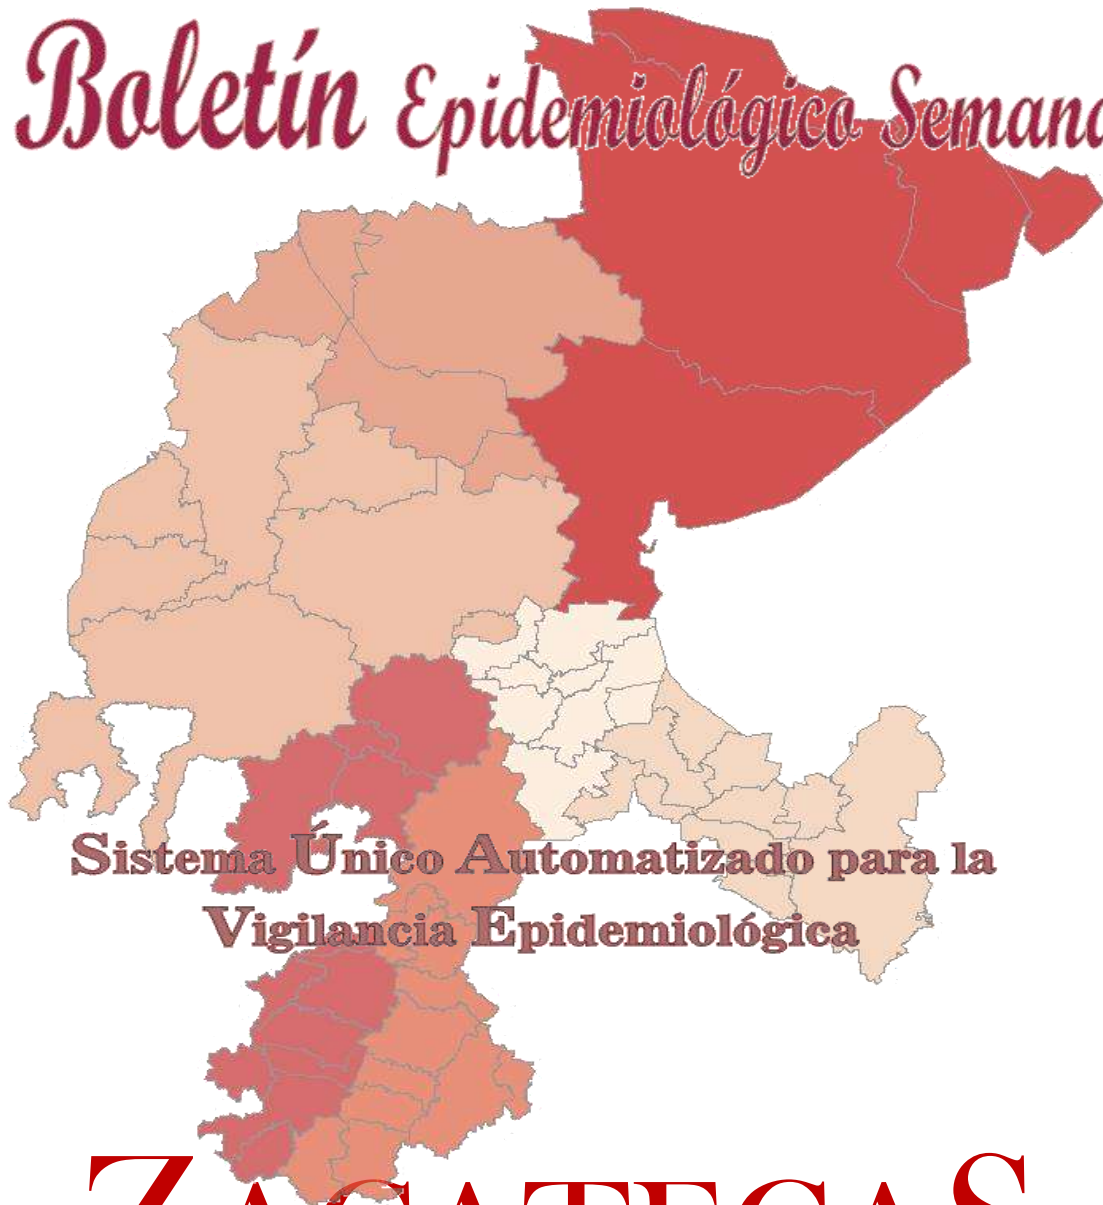 Boletín Epidemiológico Semana
Sistema Único Automatizado para la
Vigilancia Epidemiológica
ZACATECAS